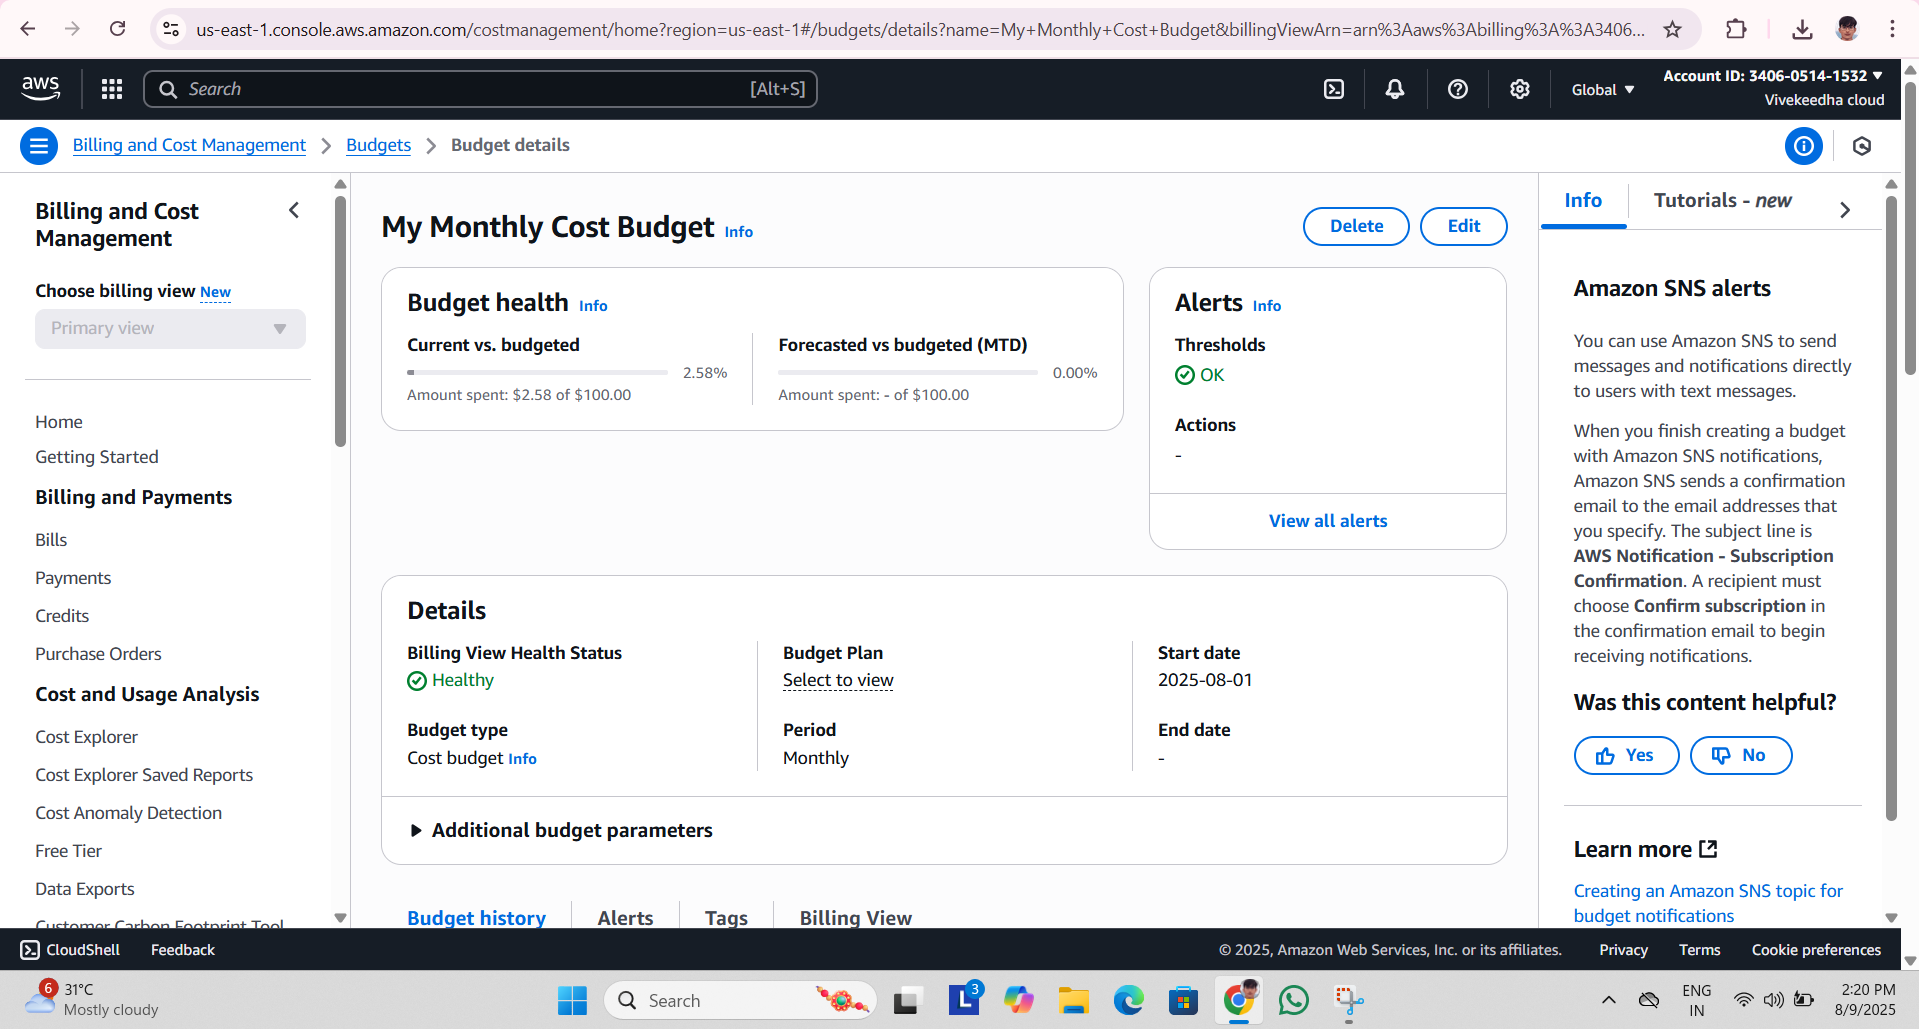 us-east-1.console.aws.amazon.com/costmanagement/home?region=us-east-1#/budgets/details?name=My+Monthly+Cost+Budget&billingViewArn=arn%3Aaws%3Abilling%3A%3A3406...
aws
Search
[Alt+S]
Global
Account ID: 3406-0514-1532
Vivekeedha cloud
Billing and Cost Management
Budgets
Budget details
Billing and Cost
Management
Choose billing view New
Primary view
Home
Getting Started
Billing and Payments
Bills
Payments
Credits
Purchase Orders
Cost and Usage Analysis
Cost Explorer
Cost Explorer Saved Reports
Cost Anomaly Detection
Free Tier
Data Exports
Customer Carbon Footprint Tool
My Monthly Cost Budget Info
Delete
Edit
Budget health Info
Current vs. budgeted
2.58%
Amount spent: $2.58 of $100.00
Forecasted vs budgeted (MTD)
0.00%
Amount spent: - of $100.00
Alerts Info
Thresholds
OK
Actions
-
View all alerts
Details
Billing View Health Status
Healthy
Budget type
Cost budget Info
Budget Plan
Select to view
Period
Monthly
Start date
2025-08-01
End date
-
Additional budget parameters
Budget history
Alerts
Tags
Billing View
Info
Tutorials - new
Amazon SNS alerts
You can use Amazon SNS to send
messages and notifications directly
to users with text messages.
When you finish creating a budget
with Amazon SNS notifications,
Amazon SNS sends a confirmation
email to the email addresses that
you specify. The subject line is
AWS Notification - Subscription
Confirmation. A recipient must
choose Confirm subscription in
the confirmation email to begin
receiving notifications.
Was this content helpful?
Yes
No
Learn more
Creating an Amazon SNS topic for
budget notifications
CloudShell
Feedback
© 2025, Amazon Web Services, Inc. or its affiliates.
Privacy
Terms
Cookie preferences
6
31°C
Mostly cloudy
Search
L
3
ENG
IN
2:20 PM
8/9/2025